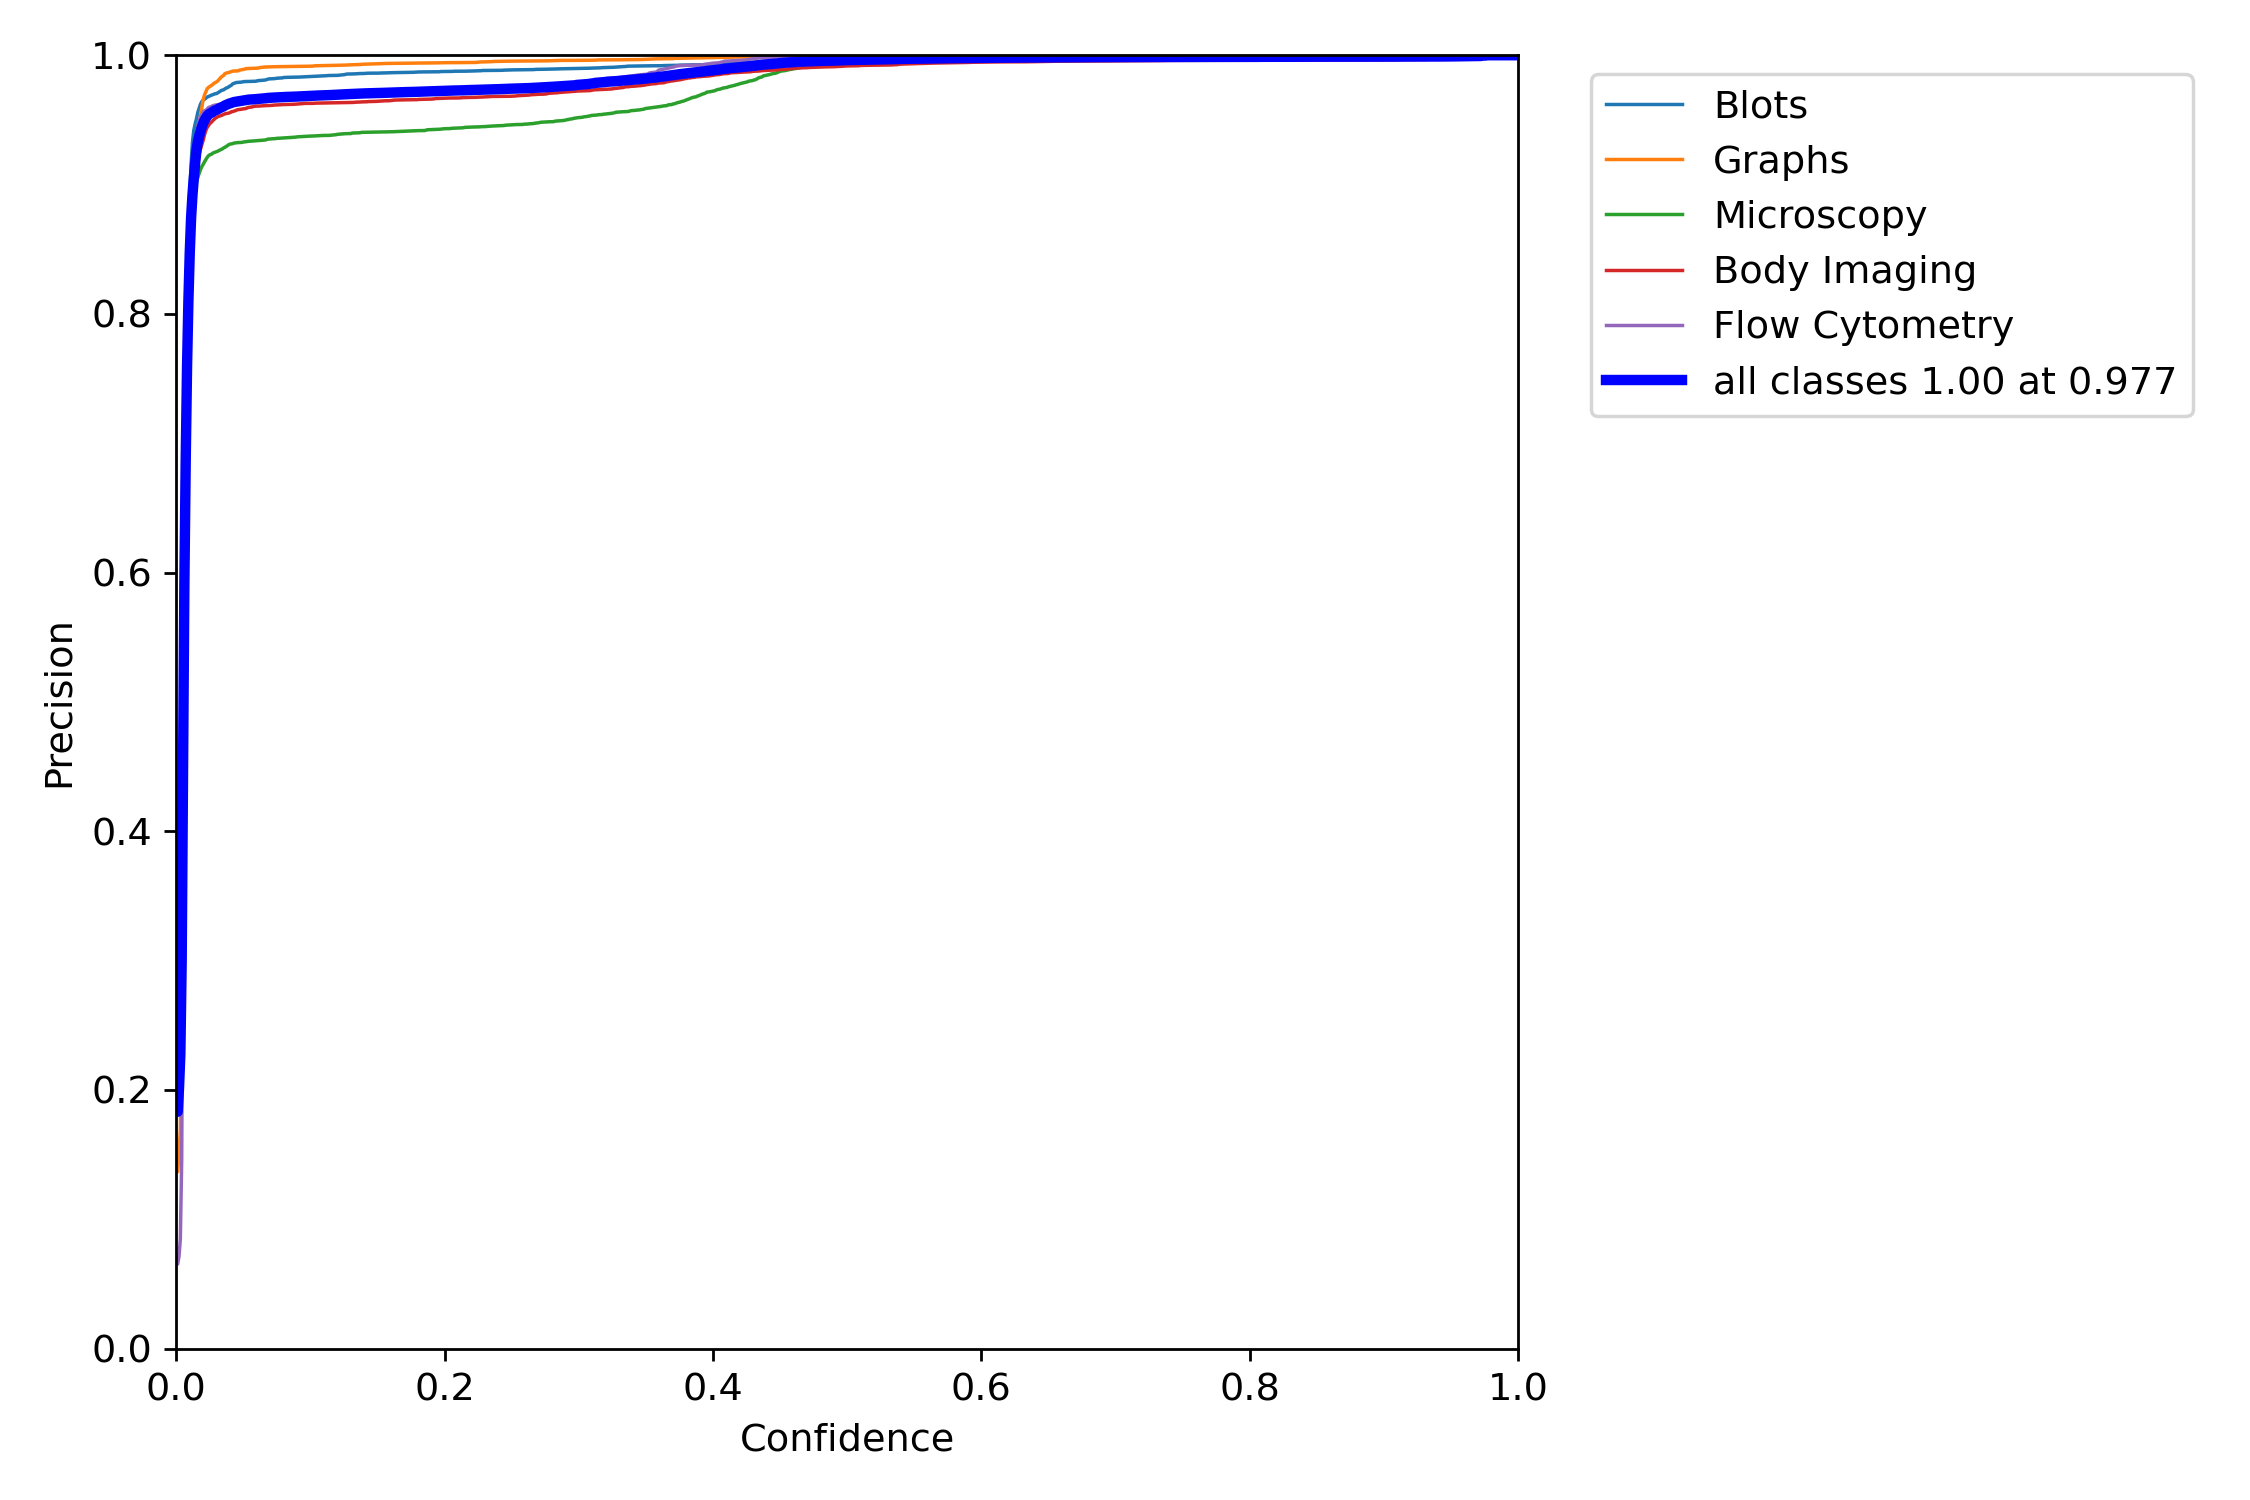 1.0
0.8
0.6
0.4
0.2
0.0
Precision
0.0 0.2 0.4 0.6 0.8 1.0
Confidence
Blots
Graphs
Microscopy
Body Imaging
Flow Cytometry
all classes 1.00 at 0.977